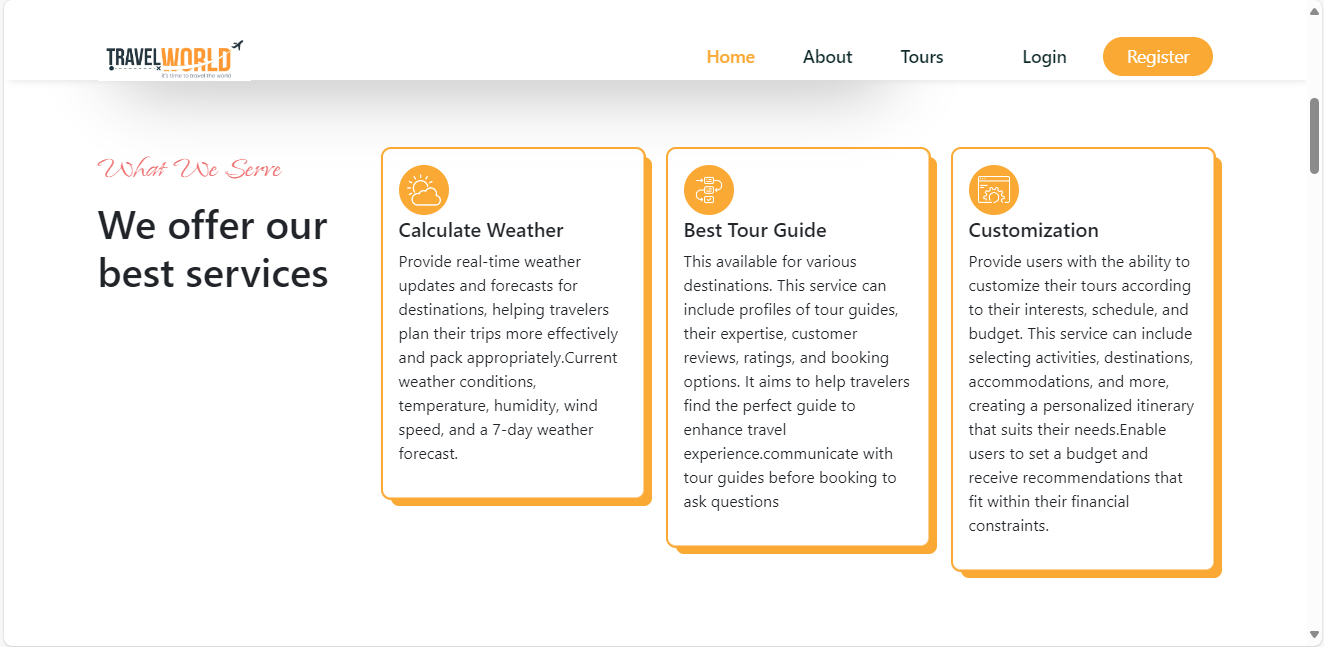 TRAVELWORLD
It's time to travel the world
Home
About
Tours
Login
Register
What We Serve
We offer our
best services
Calculate Weather
Provide real-time weather
updates and forecasts for
destinations, helping travelers
plan their trips more effectively
and pack appropriately.Current
weather conditions,
temperature, humidity, wind
speed, and a 7-day weather
forecast.
Best Tour Guide
This available for various
destinations. This service can
include profiles of tour guides,
their expertise, customer
reviews, ratings, and booking
options. It aims to help travelers
find the perfect guide to
enhance travel
experience.communicate with
tour guides before booking to
ask questions
Customization
Provide users with the ability to
customize their tours according
to their interests, schedule, and
budget. This service can include
selecting activities, destinations,
accommodations, and more,
creating a personalized itinerary
that suits their needs.Enable
users to set a budget and
receive recommendations that
fit within their financial
constraints.